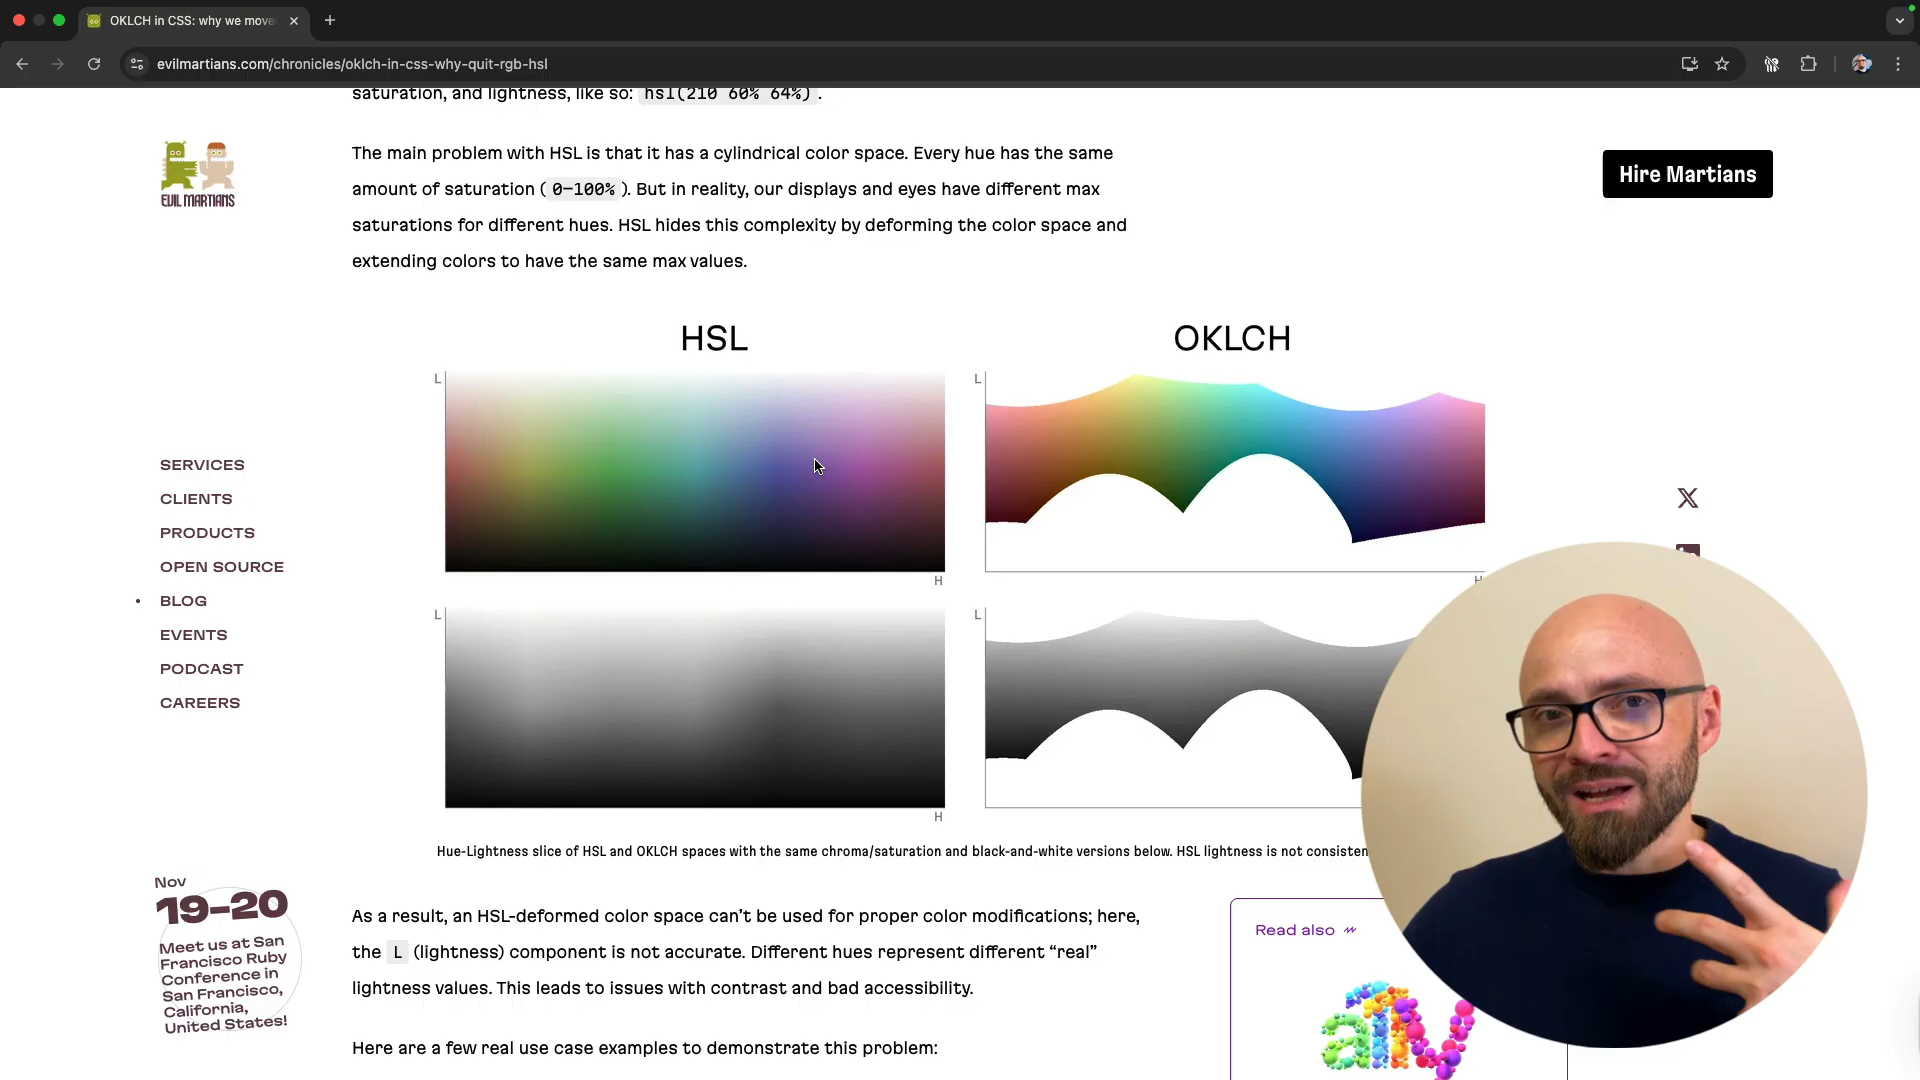 OKLCH in CSS: why we move
evilmartians.com/chronicles/oklch-in-css-why-quit-rgb-hsl
saturation, and lightness, like so: hsl(210 60% 64%).
EVIL MARTIANS
The main problem with HSL is that it has a cylindrical color space. Every hue has the same
amount of saturation (0–100%). But in reality, our displays and eyes have different max
saturations for different hues. HSL hides this complexity by deforming the color space and
extending colors to have the same max values.
Hire Martians
HSL
OKLCH
L
L
H
H
L
L
H
SERVICES
CLIENTS
PRODUCTS
OPEN SOURCE
BLOG
EVENTS
PODCAST
CAREERS
Hue-Lightness slice of HSL and OKLCH spaces with the same chroma/saturation and black-and-white versions below. HSL lightness is not consisten
Nov
19–20
Meet us at San
Francisco Ruby
Conference in
San Francisco,
California,
United States!
As a result, an HSL-deformed color space can’t be used for proper color modifications; here,
the L (lightness) component is not accurate. Different hues represent different “real”
lightness values. This leads to issues with contrast and bad accessibility.
Here are a few real use case examples to demonstrate this problem:
Read also